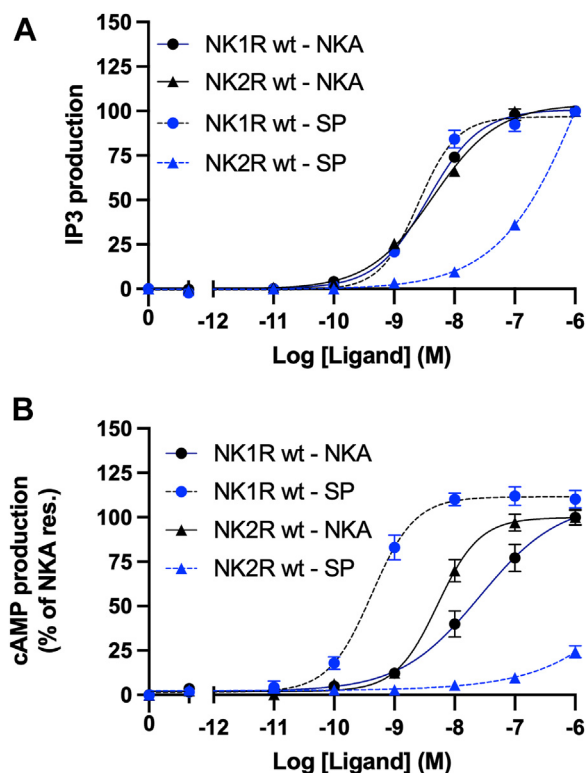 A
150
125
100
75
50
25
0
IP3 production
NK1R wt - NKA
NK2R wt - NKA
NK1R wt - SP
NK2R wt - SP
0 -12 -11 -10 -9 -8 -7 -6
Log [Ligand] (M)
B
150
125
100
75
50
25
0
cAMP production
(% of NKA res.)
NK1R wt - NKA
NK1R wt - SP
NK2R wt - NKA
NK2R wt - SP
0 -12 -11 -10 -9 -8 -7 -6
Log [Ligand] (M)